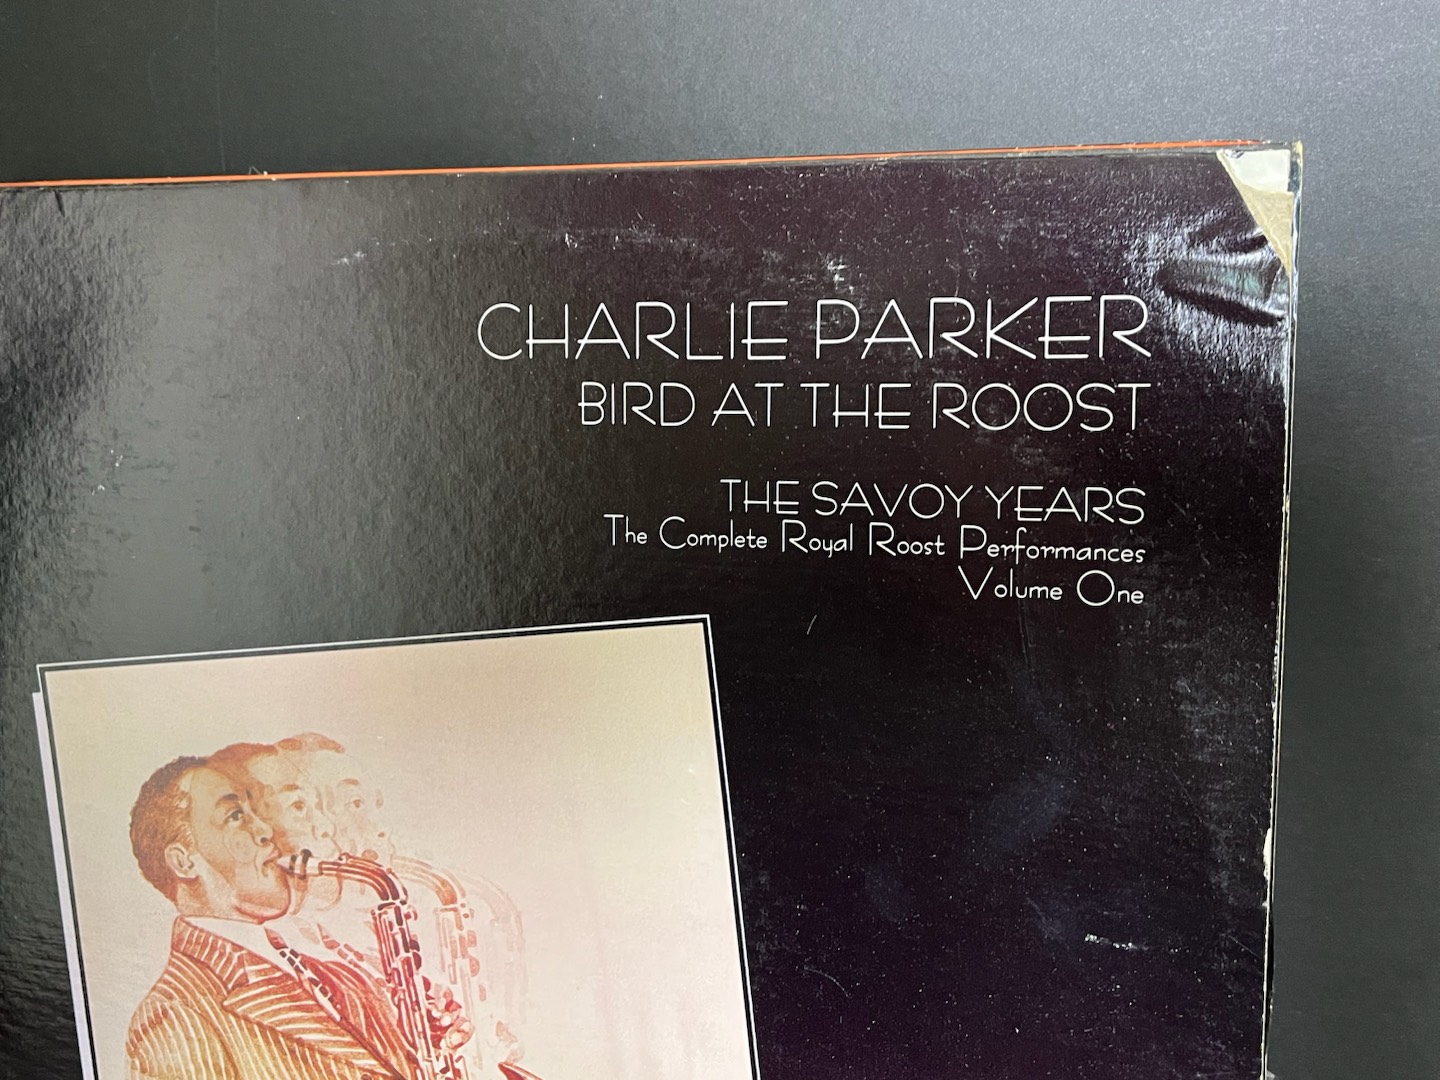 CHARLIE PARKER
BIRD AT THE ROOST
THE SAVOY YEARS
The Complete Royal Roost Performances
Volume One